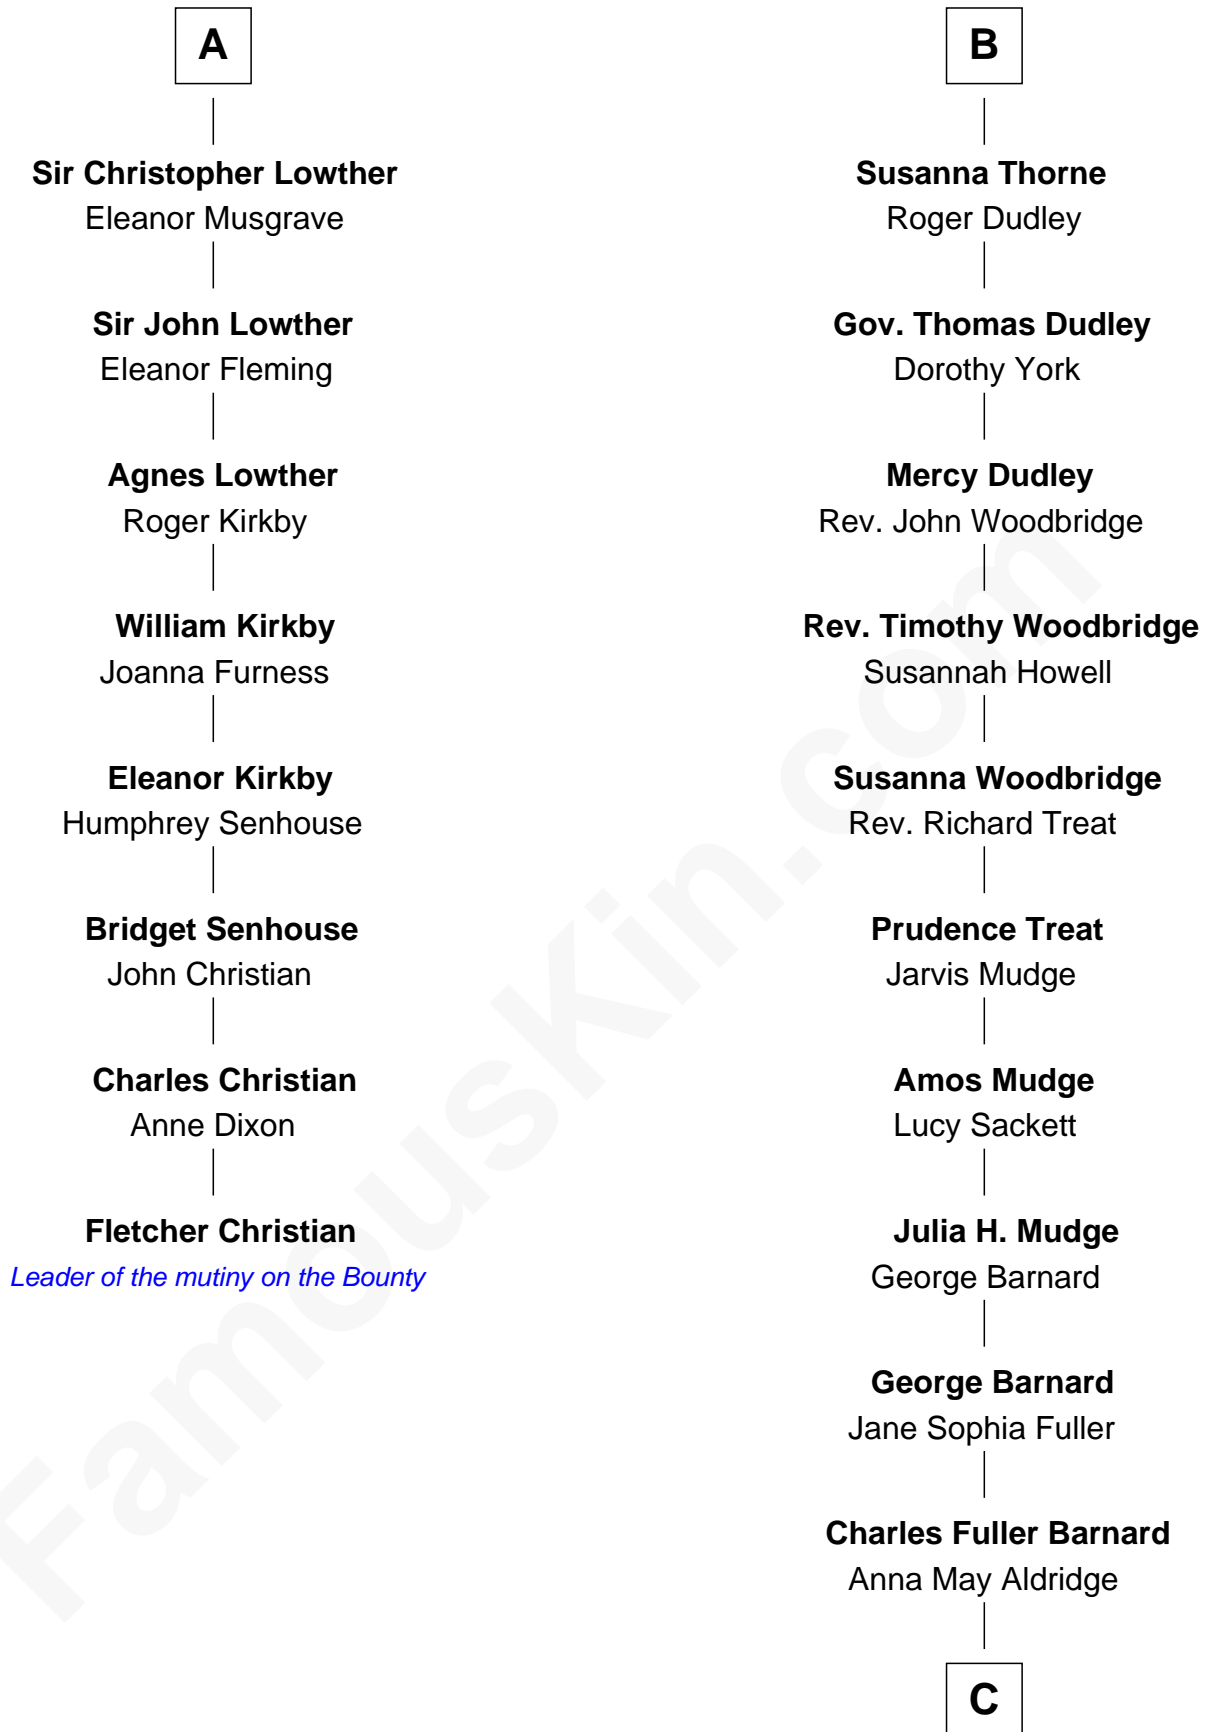 A
Sir Christopher Lowther
Eleanor Musgrave
Sir John Lowther
Eleanor Fleming
Agnes Lowther
Roger Kirkby
William Kirkby
Joanna Furness
Eleanor Kirkby
Humphrey Senhouse
Bridget Senhouse
John Christian
Charles Christian
Anne Dixon
Fletcher Christian
Leader of the mutiny on the Bounty
B
Susanna Thorne
Roger Dudley
Gov. Thomas Dudley
Dorothy York
Mercy Dudley
Rev. John Woodbridge
Rev. Timothy Woodbridge
Susannah Howell
Susanna Woodbridge
Rev. Richard Treat
Prudence Treat
Jarvis Mudge
Amos Mudge
Lucy Sackett
Julia H. Mudge
George Barnard
George Barnard
Jane Sophia Fuller
Charles Fuller Barnard
Anna May Aldridge
C
FamousKin.com